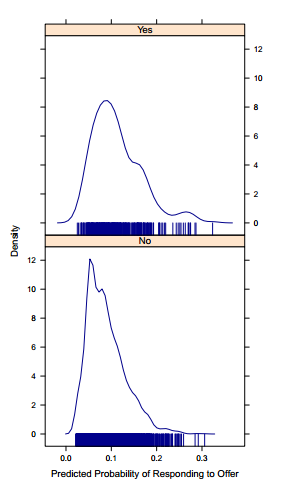 Yes
12
10
8
6
4
2
0
Density
No
12
10
8
6
4
2
0
0.0 0.1 0.2 0.3
Predicted Probability of Responding to Offer